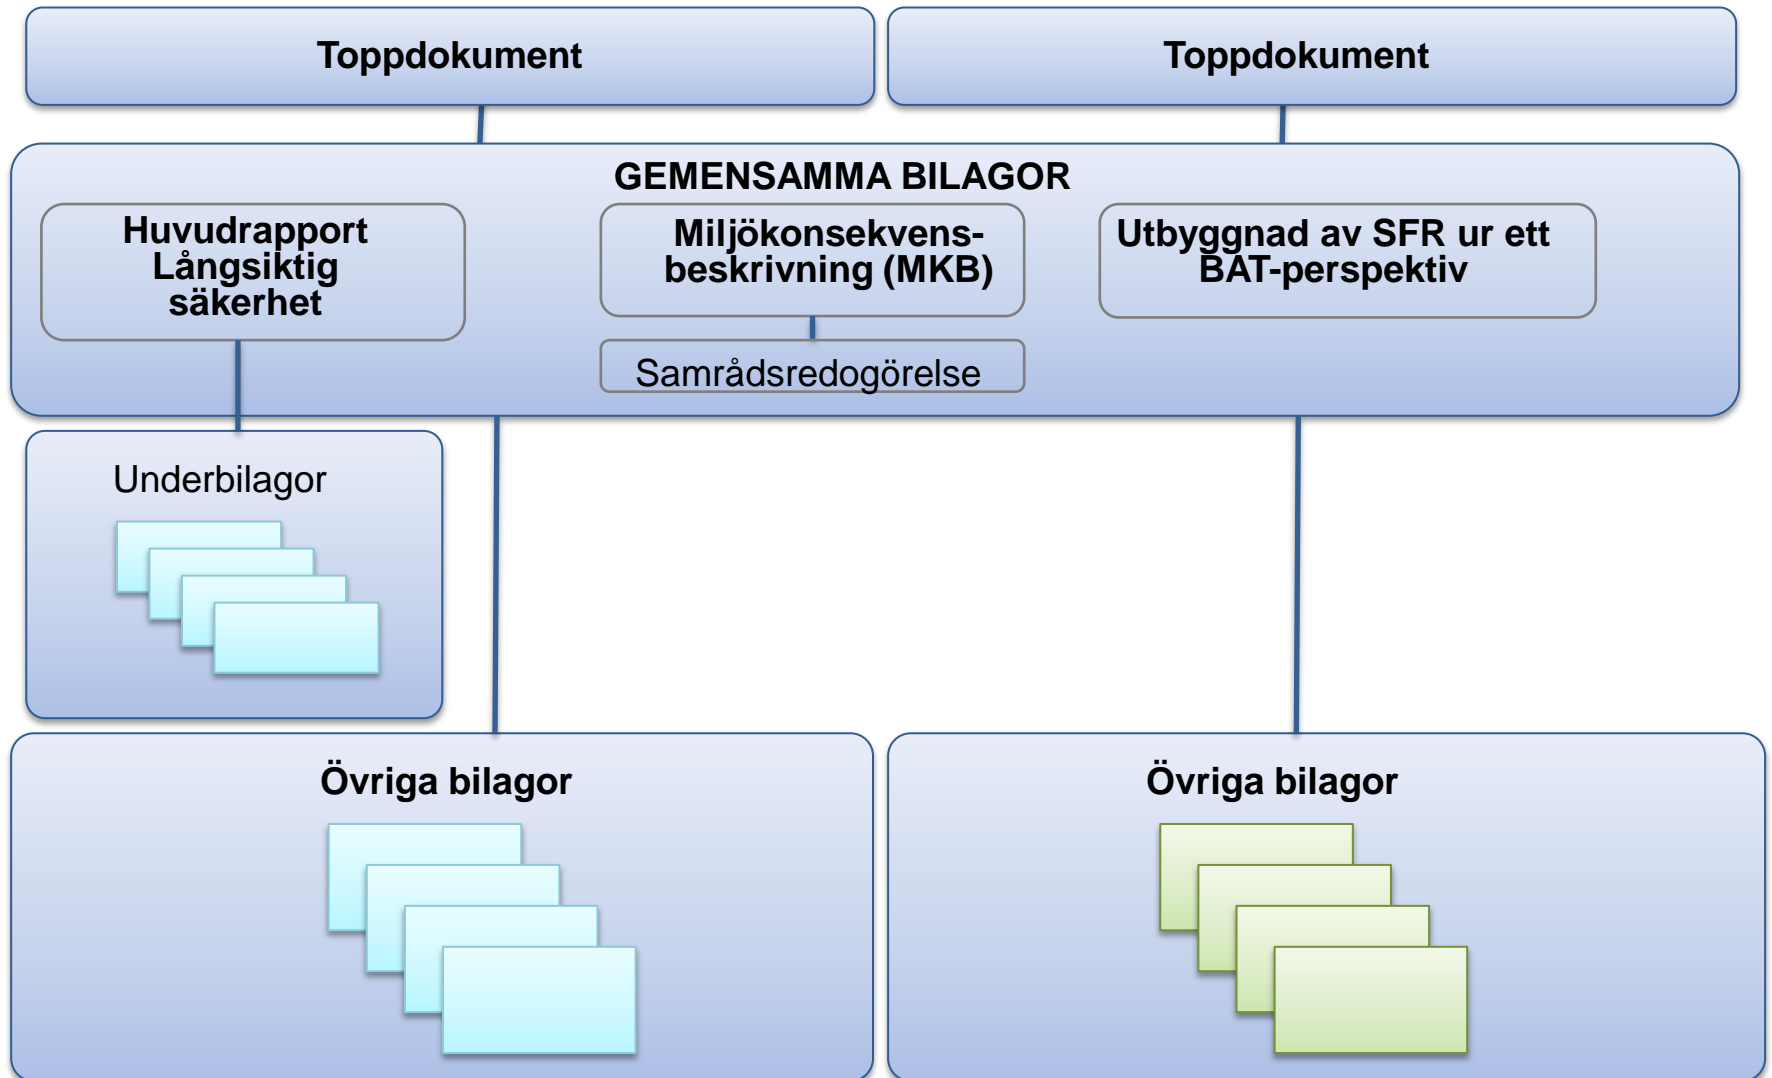 Toppdokument
Toppdokument
GEMENSAMMA BILAGOR
Huvudrapport
Långsiktig
säkerhet
Miljökonsekvens-
beskrivning (MKB)
Utbyggnad av SFR ur ett
BAT-perspektiv
Samrådsredogörelse
Underbilagor
Övriga bilagor
Övriga bilagor